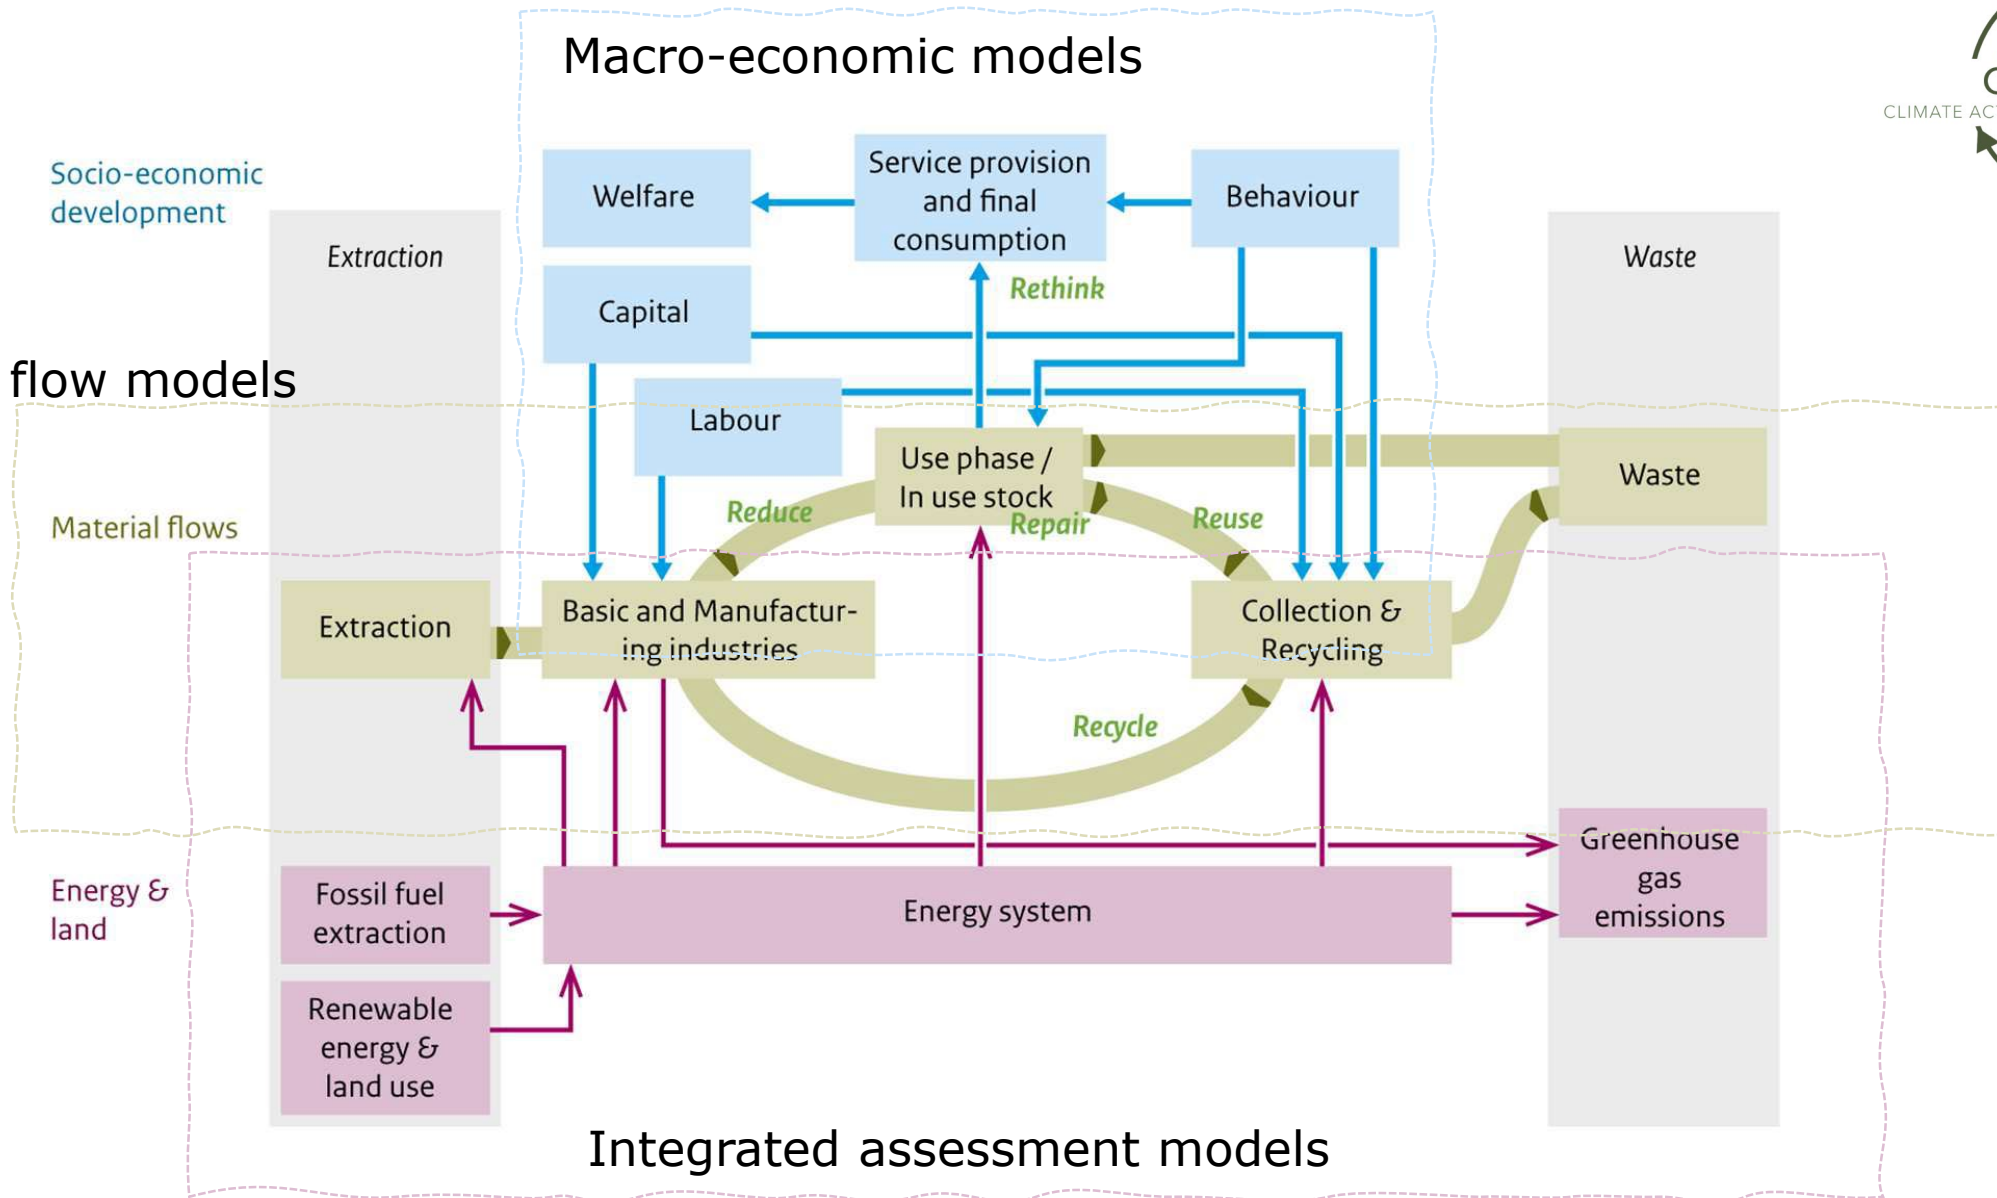 Macro-economic models
CLIMATE AC
Socio-economic
development
Extraction
Welfare
Service provision
and final
consumption
Behaviour
Waste
Rethink
Capital
flow models
Labour
Use phase /
In use stock
Waste
Material flows
Reduce
Repair
Reuse
Extraction
Basic and Manufactur-
ing industries
Collection &
Recycling
Recycle
Greenhouse
gas
emissions
Energy &
land
Fossil fuel
extraction
Energy system
Renewable
energy &
land use
Integrated assessment models